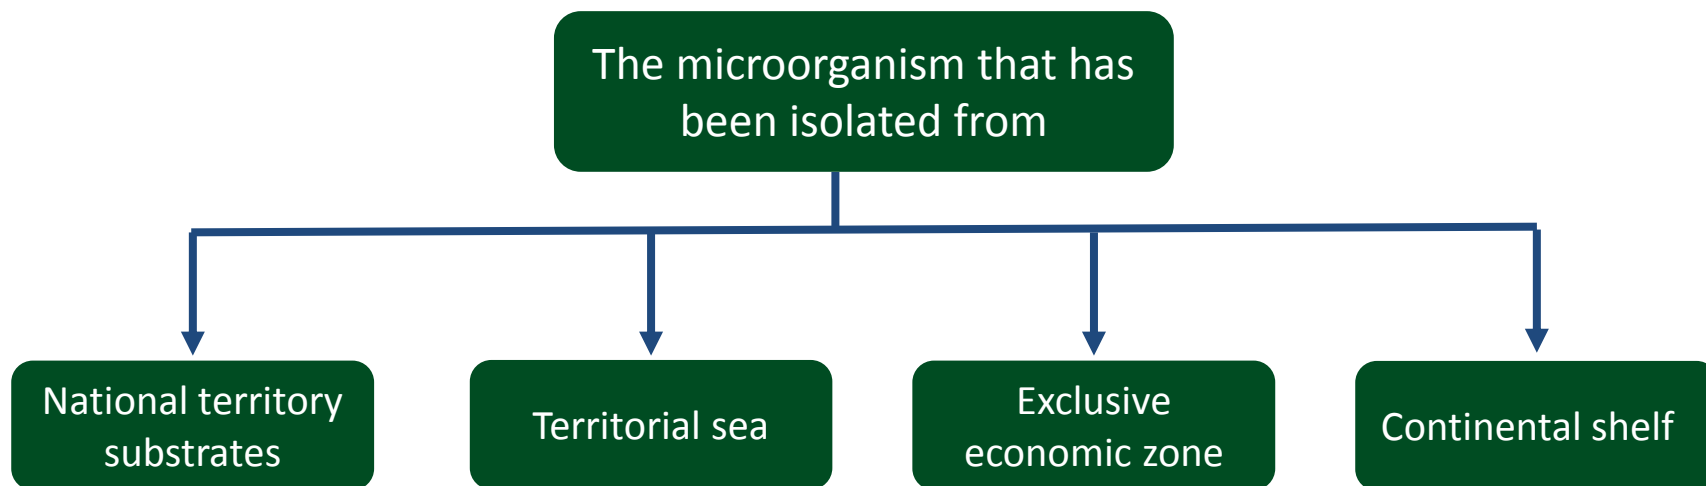 The microorganism that has
been isolated from
National territory
substrates
Territorial sea
Exclusive
economic zone
Continental shelf